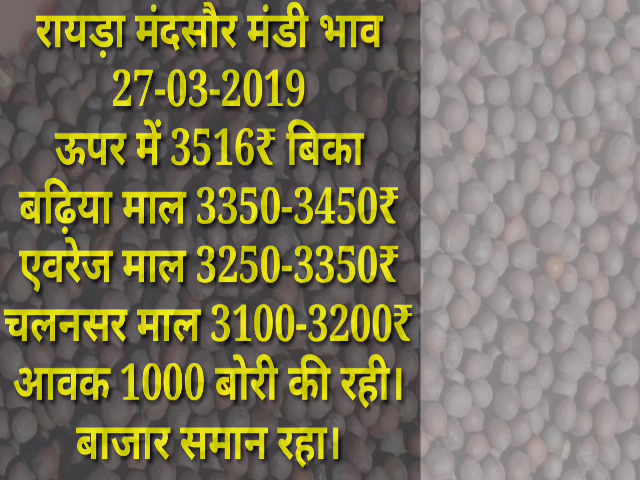 रायड़ा मंदसौर मंडी भाव
27-03-2019
ऊपर में 3516₹ बिका
बढ़िया माल 3350-3450₹
एवरेज माल 3250-3350₹
चलनसर माल 3100-3200₹
आवक 1000 बोरी की रही।
बाजार समान रहा।